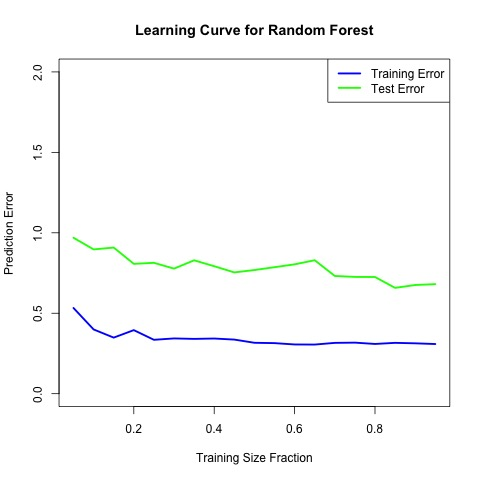 Learning Curve for Random Forest
Training Error
Test Error
2.0
1.5
1.0
0.5
0.0
Prediction Error
0.2 0.4 0.6 0.8
Training Size Fraction